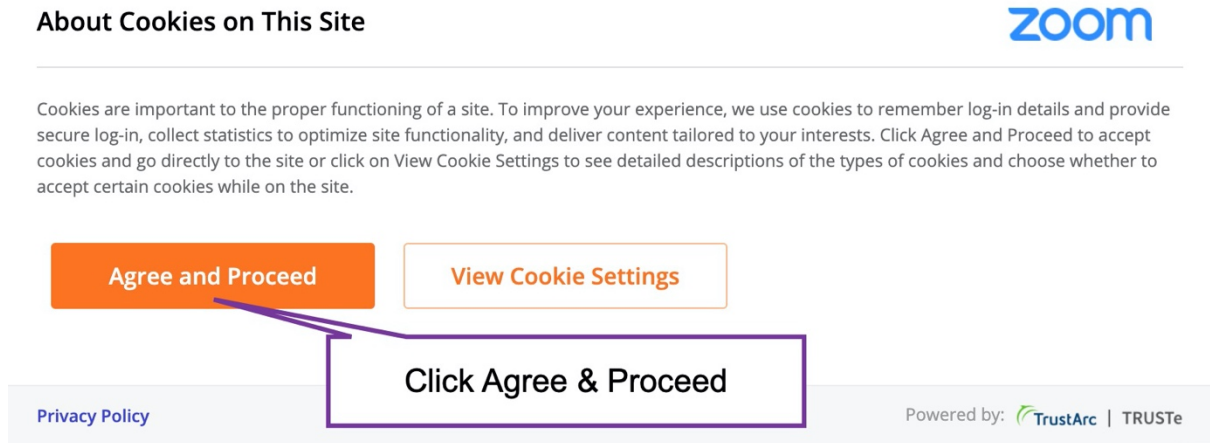 About Cookies on This Site
zoom
Cookies are important to the proper functioning of a site. To improve your experience, we use cookies to remember log-in details and provide
secure log-in, collect statistics to optimize site functionality, and deliver content tailored to your interests. Click Agree and Proceed to accept
cookies and go directly to the site or click on View Cookie Settings to see detailed descriptions of the types of cookies and choose whether to
accept certain cookies while on the site.
Agree and Proceed
View Cookie Settings
Click Agree & Proceed
Privacy Policy
Powered by: TrustArc | TRUSTe